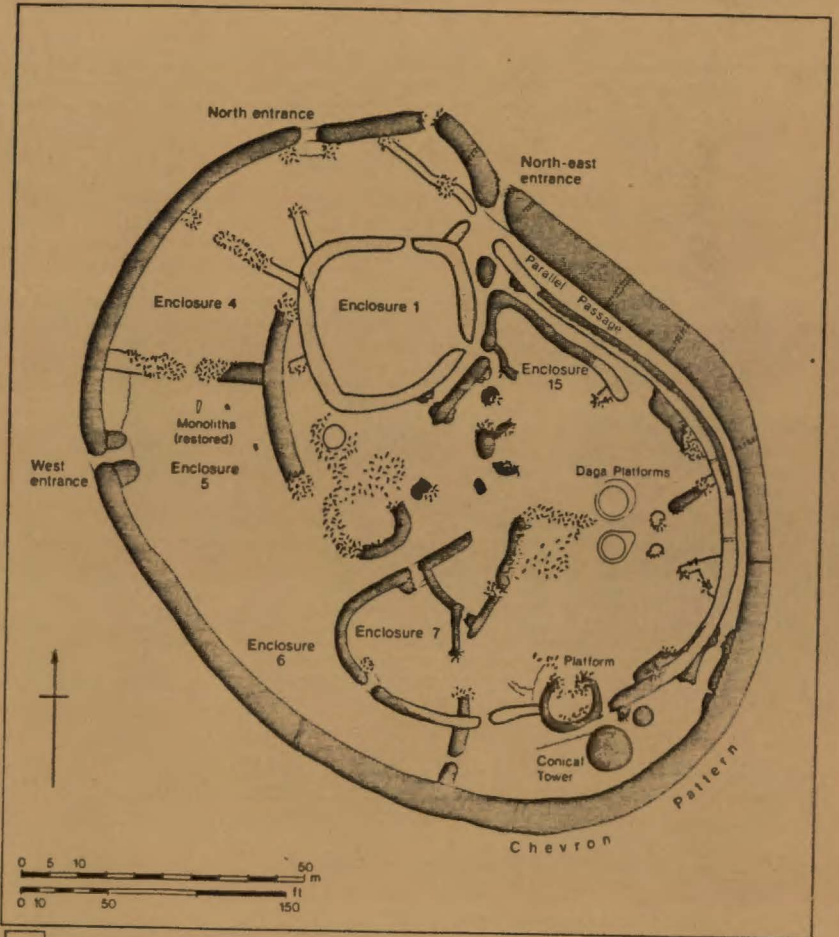 North entrance
North-east
entrance
Parallel
Passage
Enclosure 4
Enclosure 1
Enclosure
15
Monoliths
(restored)
West
entrance
Enclosure
5
Daga Platforms
Enclosure
6
Enclosure 7
Platform
Conical
Tower
Chevron Pattern
0 5 10 50
m
ft
0 10 50 150